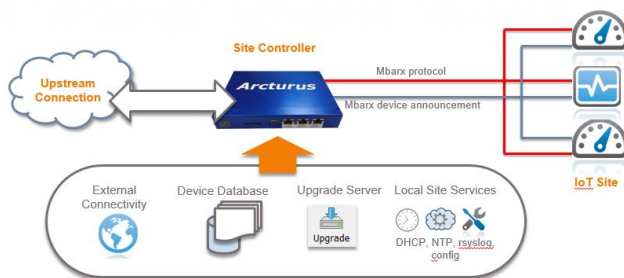 Site Controller
Upstream
Connection
Arcturus
Mbarx protocol
Mbarx device announcement
IoT Site
External
Connectivity
Device Database
Upgrade Server
Upgrade
Local Site Services
DHCP, NTP, rsyslog,
config